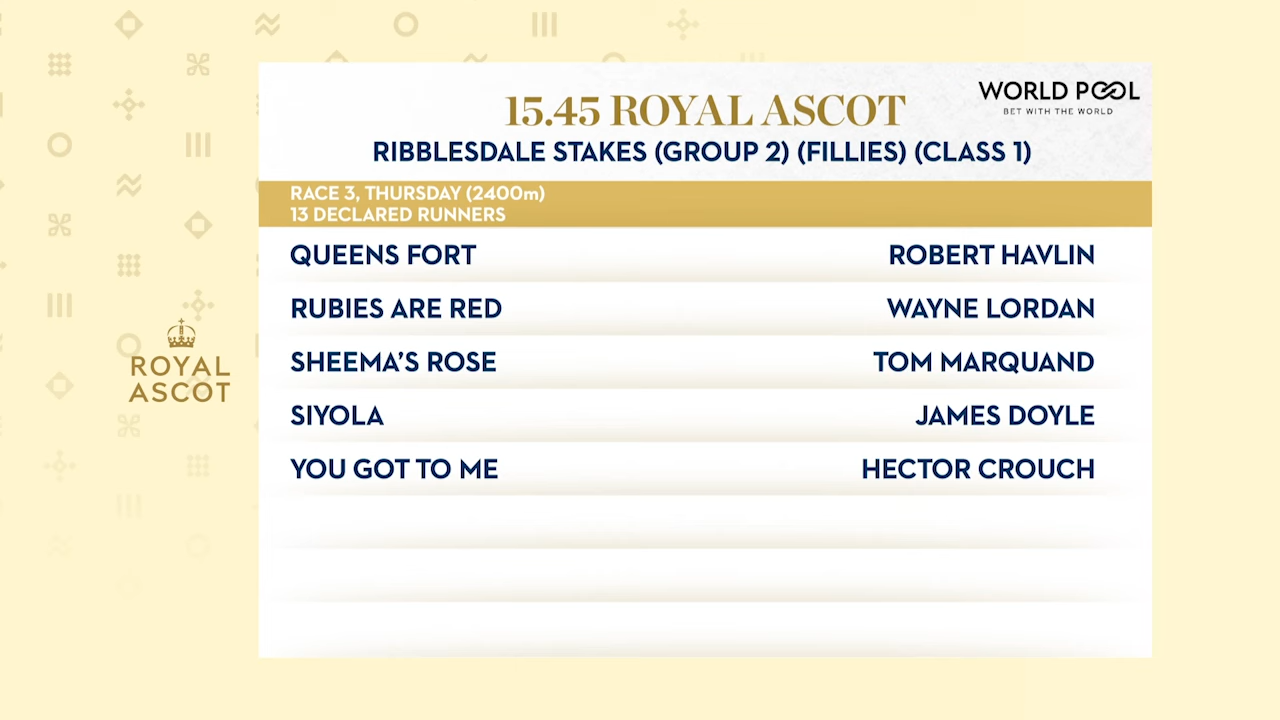 15.45 ROYAL ASCOT
WORLD POOL
BET WITH THE WORLD
RIBBLESDALE STAKES (GROUP 2) (FILLIES) (CLASS 1)
RACE 3, THURSDAY (2400m)
13 DECLARED RUNNERS
QUEENS FORT ROBERT HAVLIN
RUBIES ARE RED WAYNE LORDAN
SHEEMA’S ROSE TOM MARQUAND
SIYOLA JAMES DOYLE
YOU GOT TO ME HECTOR CROUCH
ROYAL
ASCOT